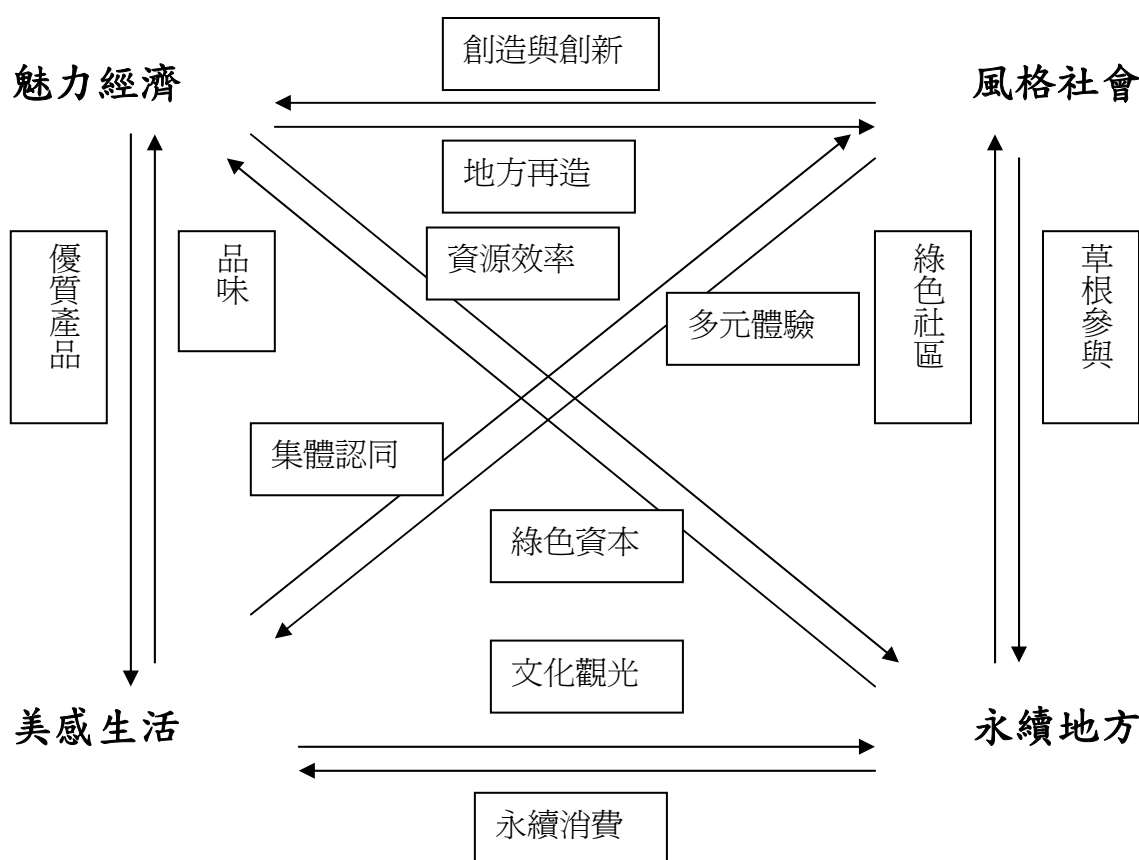 創造與創新
魅力經濟
風格社會
地方再造
資源效率
優質產品
品味
綠色社區
草根參與
多元體驗
集體認同
綠色資本
文化觀光
美感生活
永續地方
永續消費